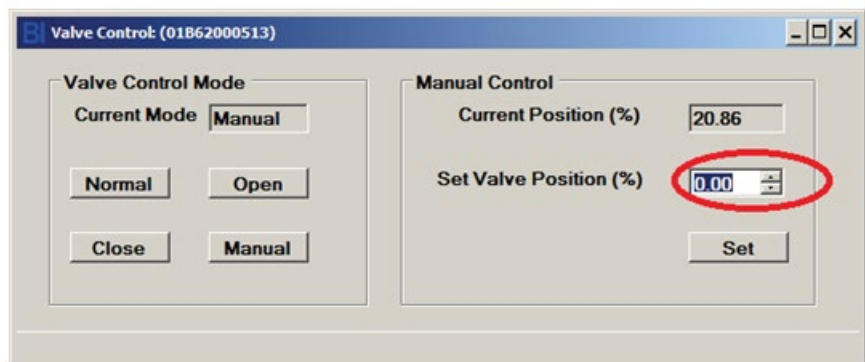 BI Valve Control: (01B62000513)
Valve Control Mode
Current Mode Manual
Normal Open
Close Manual
Manual Control
Current Position (%) 20.86
Set Valve Position (%) 0.00
Set